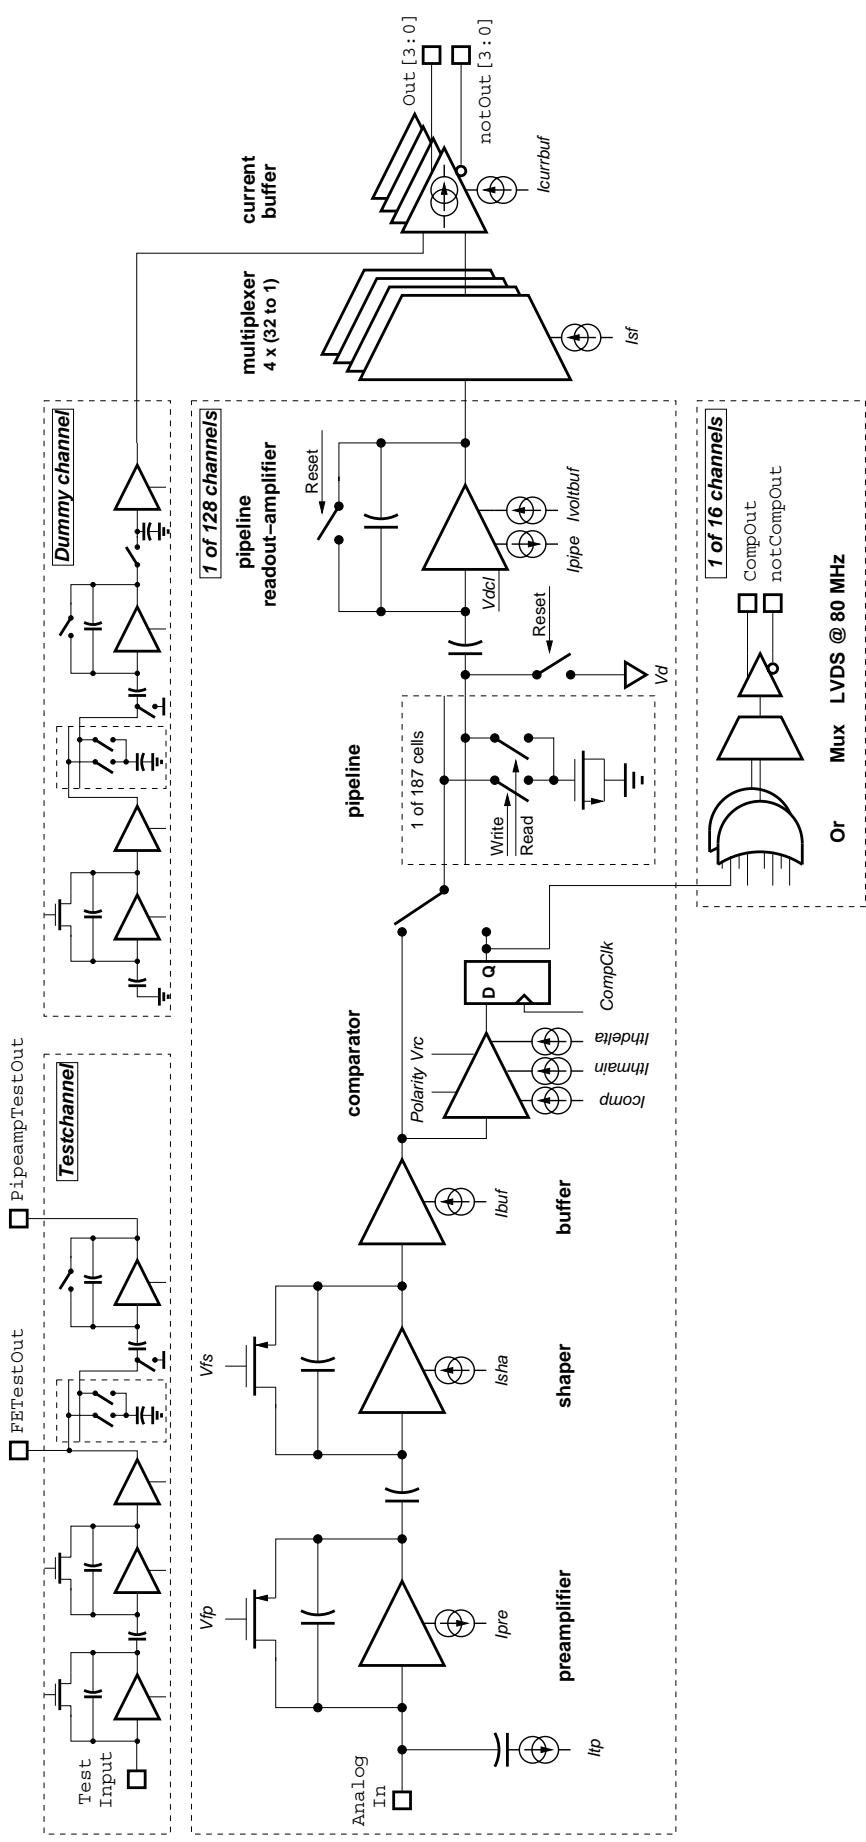 FETestOut
PipeampTestOut
Test
Input
Testchannel
Dummy channel
1 of 128 channels
Analog
In
Itp
Vfp
Ipre
preamplifier
Vfs
Isha
shaper
Ibuf
buffer
comparator
Polarity
Vrc
Icomp
Ithmain
Ithdelta
D
Q
CompClk
pipeline
1 of 187 cells
Write
Read
Reset
Vd
pipeline
readout−amplifier
Reset
Vdcl
Ipipe
Ivoltbuf
multiplexer
4 x (32 to 1)
Isf
current
buffer
Icurrbuf
Out[3:0]
notOut[3:0]
1 of 16 channels
CompOut
notCompOut
Or
Mux
LVDS @ 80 MHz